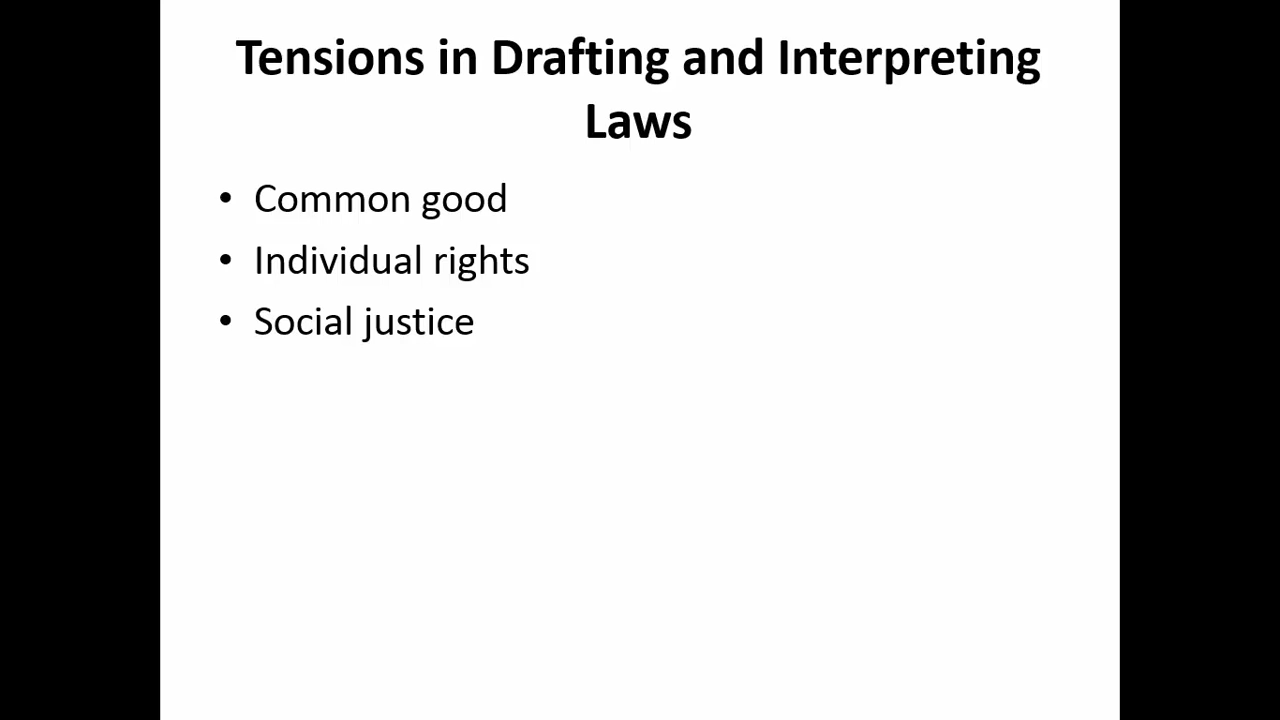 Tensions in Drafting and Interpreting
Laws
• Common good
• Individual rights
• Social justice